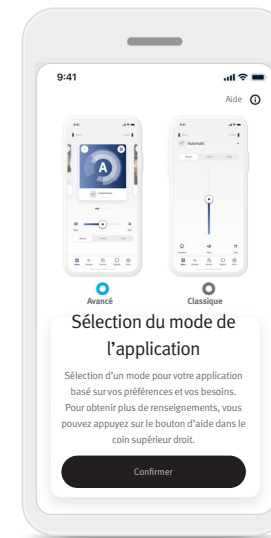 9:41
Aide
Automatic
A
Avancé
Classique
Sélection du mode de
l’application
Sélection d’un mode pour votre application
basé sur vos préférences et vos besoins.
Pour obtenir plus de renseignements, vous
pouvez appuyez sur le bouton d’aide dans le
coin supérieur droit.
Confirmer